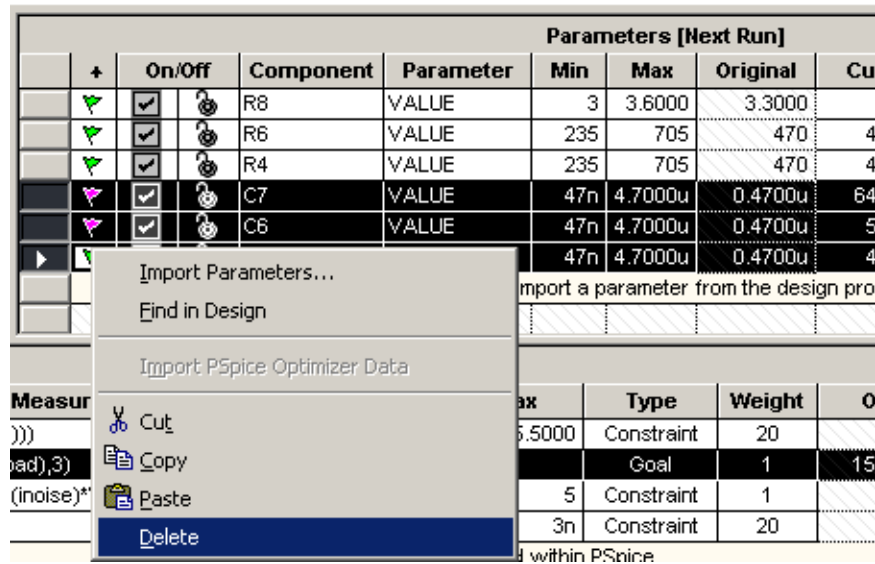 Parameters [Next Run]
+ On/Off Component Parameter Min Max Original Cu
R8 VALUE 3 3.6000 3.3000
R6 VALUE 235 705 470 4
R4 VALUE 235 705 470 4
C7 VALUE 47n 4.7000u 0.4700u 64
C6 VALUE 47n 4.7000u 0.4700u 5
47n 4.7000u 0.4700u 4
Import Parameters...
mport a parameter from the design pro
Find in Design
Import PSpice Optimizer Data
Measur ax Type Weight O
Cut
))) 5.5000 Constraint 20
oad),3) Goal 1 15
Copy
(inoise)*' 5 Constraint 1
Paste
3n Constraint 20
Delete
within PSpice